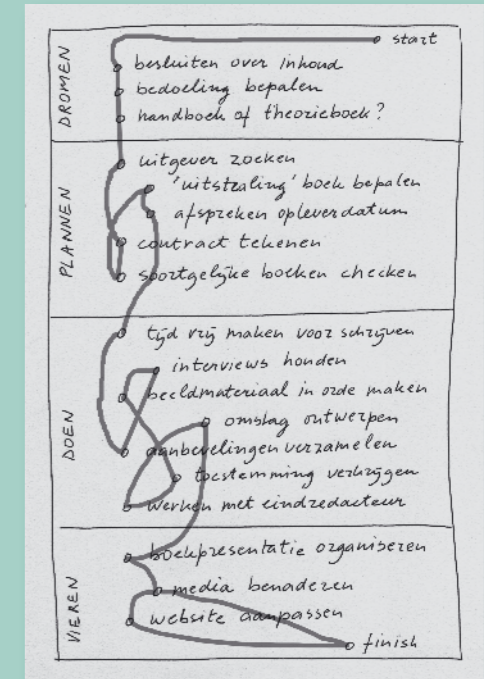 start
DROMEN
besluiten over inhoud
bedoeling bepalen
handboek of theorieboek?
PLANNEN
uitgever zoeken
'uitstraling' boek bepalen
afspreken opleverdatum
contract tekenen
soortgelijke boeken checken
DOEN
tijd vrij maken voor schrijven
interviews houden
beeldmateriaal in orde maken
omslag ontwerpen
aanbevelingen verzamelen
toestemming verkrijgen
werken met eindredacteur
VIEREN
boekpresentatie organiseren
media benaderen
website aanpassen
finish